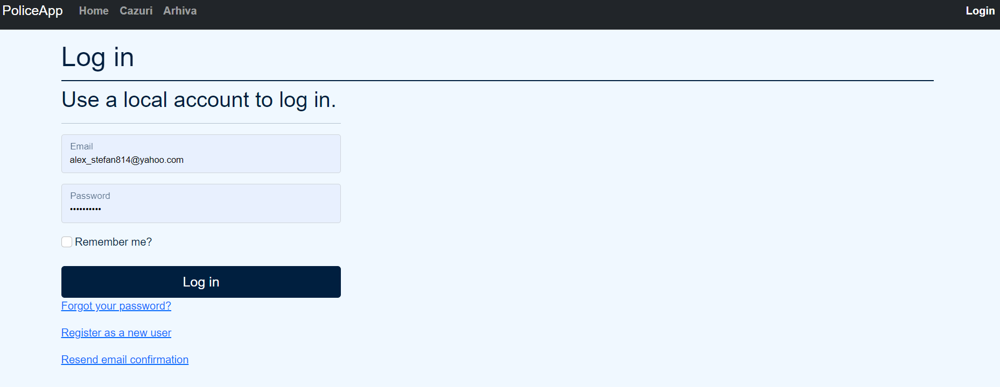 PoliceApp Home Cazuri Arhiva Login
Log in
Use a local account to log in.
Email
alex_stefan814@yahoo.com
Password
••••••••••
Remember me?
Log in
Forgot your password?
Register as a new user
Resend email confirmation